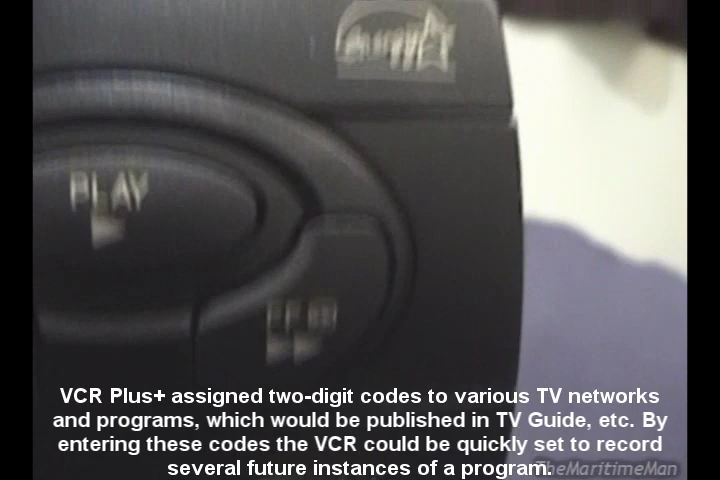 PLAY
F.FWD
VCR Plus+ assigned two-digit codes to various TV networks
and programs, which would be published in TV Guide, etc. By
entering these codes the VCR could be quickly set to record
several future instances of a program.
TheMaritimeMan